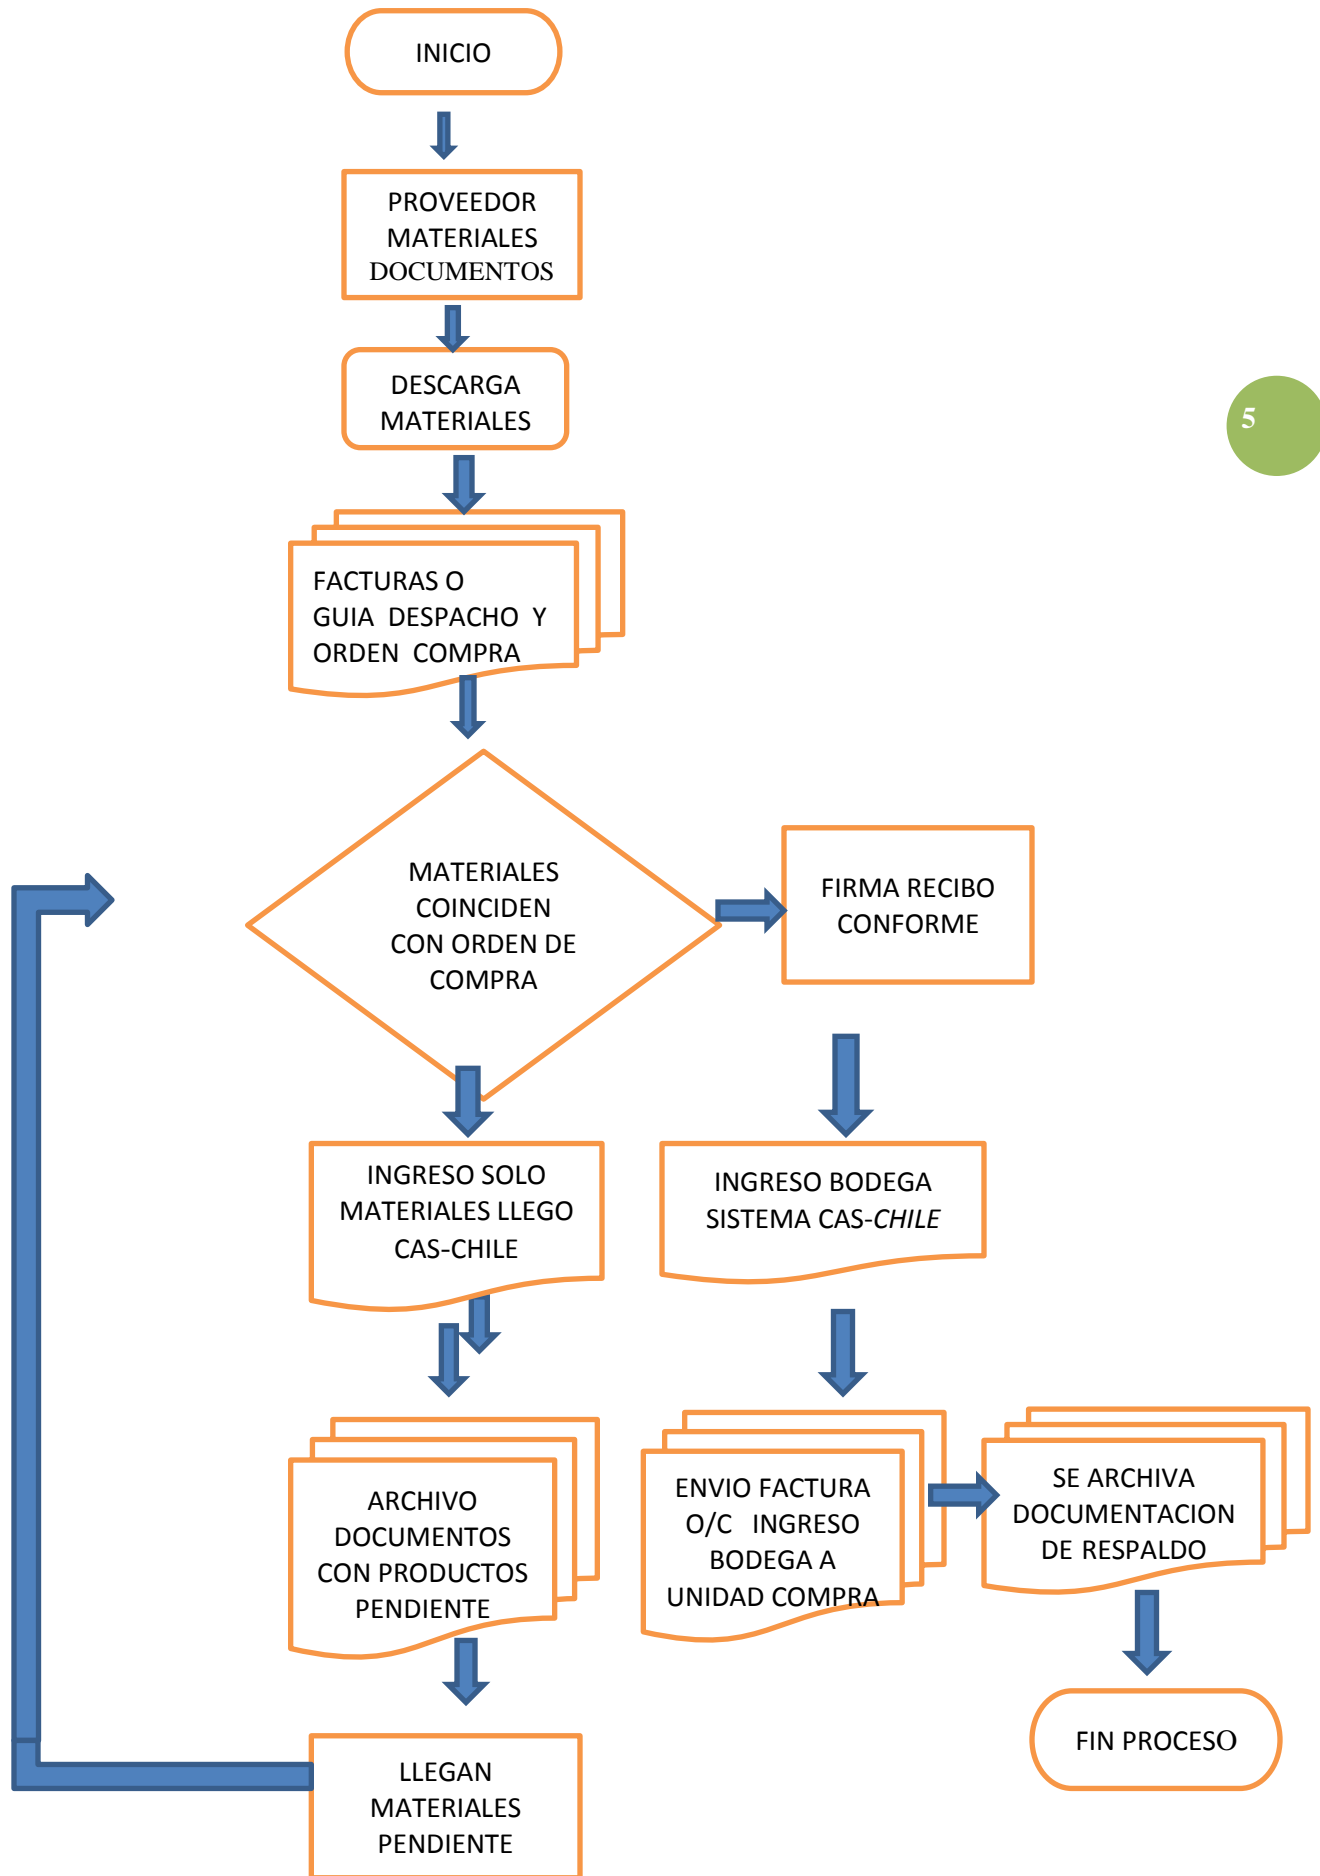 INICIO
PROVEEDOR
MATERIALES
DOCUMENTOS
DESCARGA
MATERIALES
5
FACTURAS O
GUIA DESPACHO Y
ORDEN COMPRA
MATERIALES
COINCIDEN
CON ORDEN DE
COMPRA
FIRMA RECIBO
CONFORME
INGRESO SOLO
MATERIALES LLEGO
CAS-CHILE
INGRESO BODEGA
SISTEMA CAS-CHILE
ARCHIVO
DOCUMENTOS
CON PRODUCTOS
PENDIENTE
ENVIO FACTURA
O/C INGRESO
BODEGA A
UNIDAD COMPRA
SE ARCHIVA
DOCUMENTACION
DE RESPALDO
FIN PROCESO
LLEGAN
MATERIALES
PENDIENTE